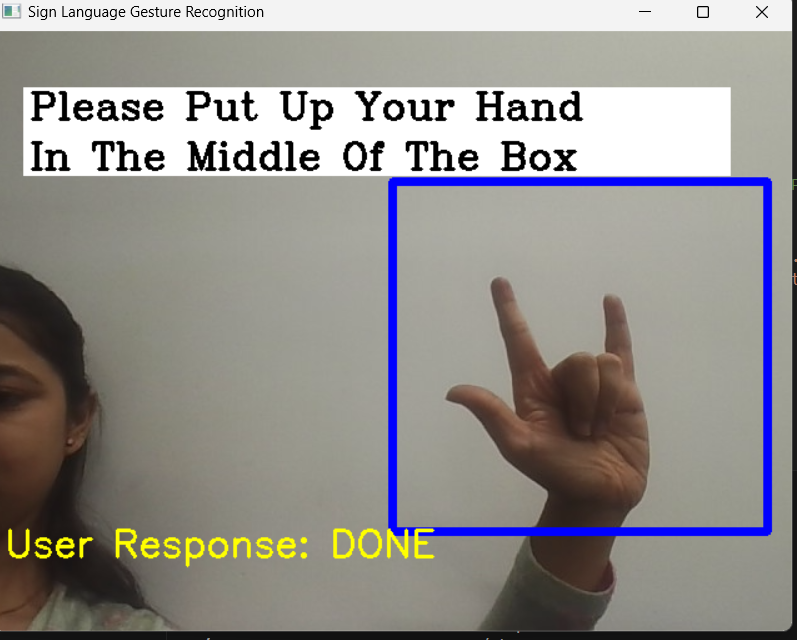 Sign Language Gesture Recognition
Please Put Up Your Hand
In The Middle Of The Box
User Response: DONE